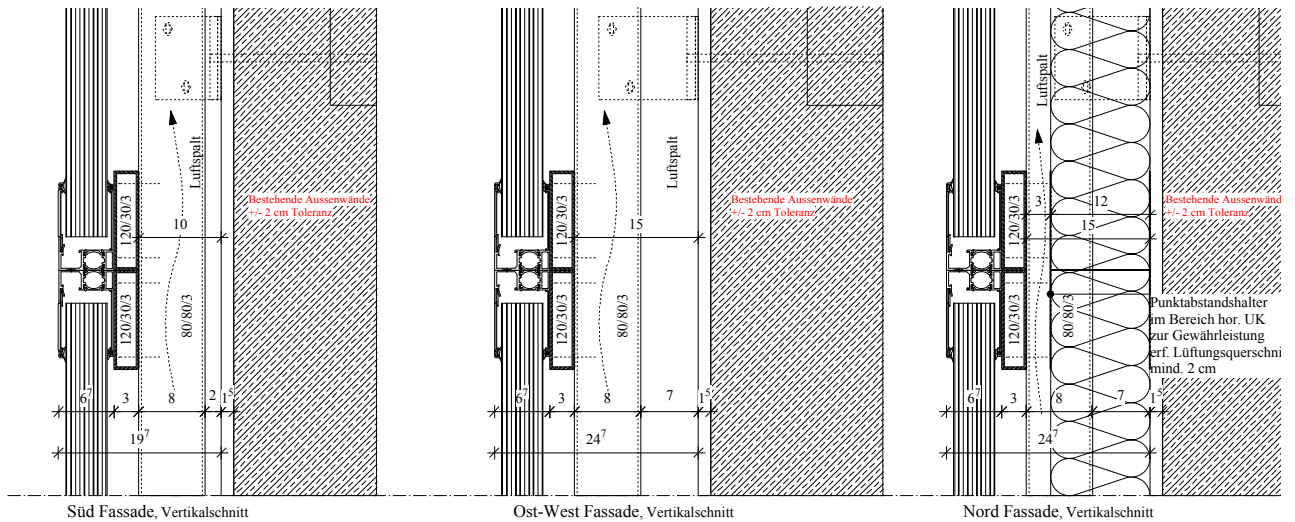 Luftspalt
Bestehende Aussenwände
+/- 2 cm Toleranz
10
120/30/3
120/30/3
80/80/3
6⁷ 3 8 2 1⁵
19⁷
Süd Fassade, Vertikalschnitt
Luftspalt
Bestehende Aussenwände
+/- 2 cm Toleranz
15
120/30/3
120/30/3
80/80/3
6⁷ 3 8 7 1⁵
24⁷
Ost-West Fassade, Vertikalschnitt
Luftspalt
Bestehende Aussenwände
+/- 2 cm Toleranz
3 12
15
120/30/3
120/30/3
80/80/3
Punktabstandshalter
im Bereich hor. UK
zur Gewährleistung
erf. Lüftungsquerschni
mind. 2 cm
6⁷ 3 8 7 1⁵
24⁷
Nord Fassade, Vertikalschnitt